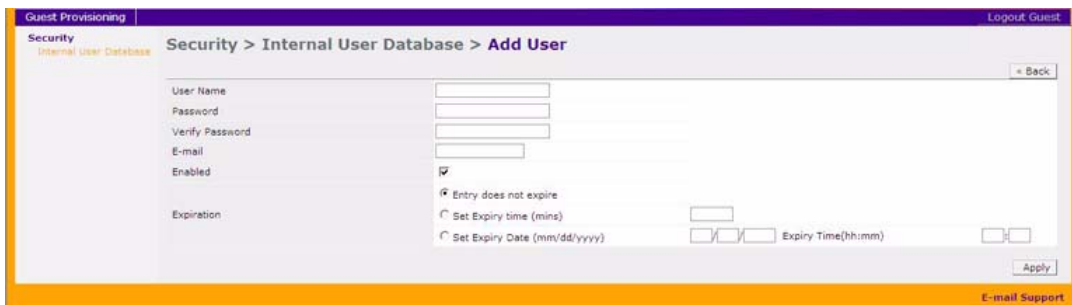 Guest Provisioning Logout Guest
Security
Internal User Database
Security > Internal User Database > Add User
« Back
User Name
Password
Verify Password
E-mail
Enabled
Entry does not expire
Expiration
Set Expiry time (mins)
Set Expiry Date (mm/dd/yyyy) / / Expiry Time(hh:mm) :
Apply
E-mail Support